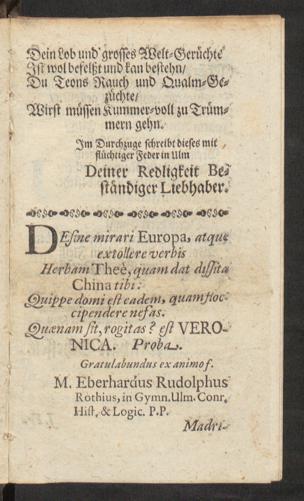 Dein Lob und grosses Welt-Gerüchte
Ist wol befelßt und kan bestehn/
Du Teons Rauch und Qualm-Ge-
züchte/
Wirst müssen Kummer-voll zu Trüm-
mern gehn.
Im Durchzuge schreibt dieses mit
flüchtiger Feder in Ulm
Deiner Redligkeit Be-
ständiger Liebhaber.
DEsine mirari Europa, atque
extollere verbis
Herbam Theè, quam dat dissita
China tibi:
Quippe domi est eadem, quam floc-
cipendere nefas.
Quænam sit, rogitas? est VERO-
NICA. Proba.
Gratulabundus ex animo f.
M. Eberhardus Rudolphus
Rothius, in Gymn. Ulm. Conr.
Hist. & Logic. P.P.
Madri-